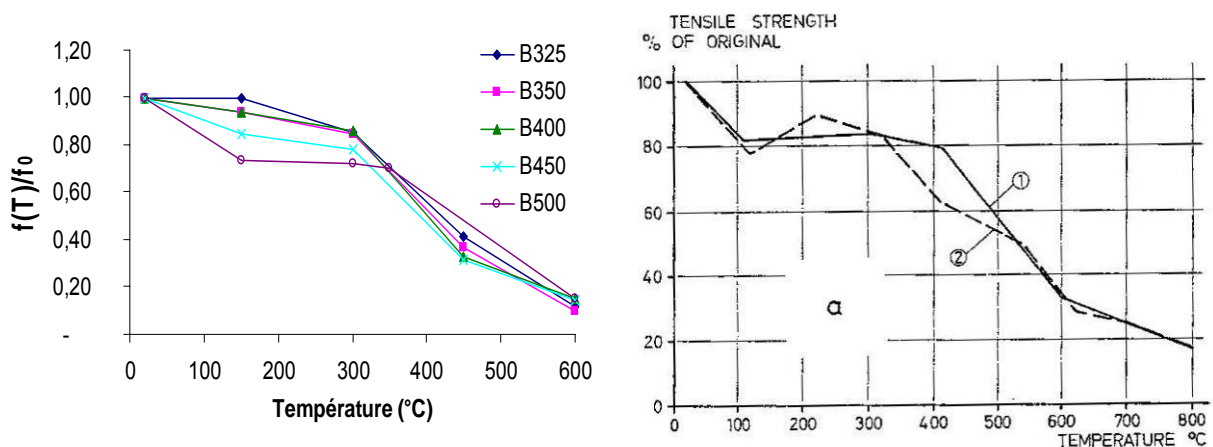 1,20
1,00
0,80
0,60
0,40
0,20
-
f(T)/f0
0 100 200 300 400 500 600
Température (°C)
B325
B350
B400
B450
B500
TENSILE STRENGTH
% OF ORIGINAL
100
80
60
40
20
0
①
②
a
0 100 200 300 400 500 600 700 800
TEMPERATURE °C